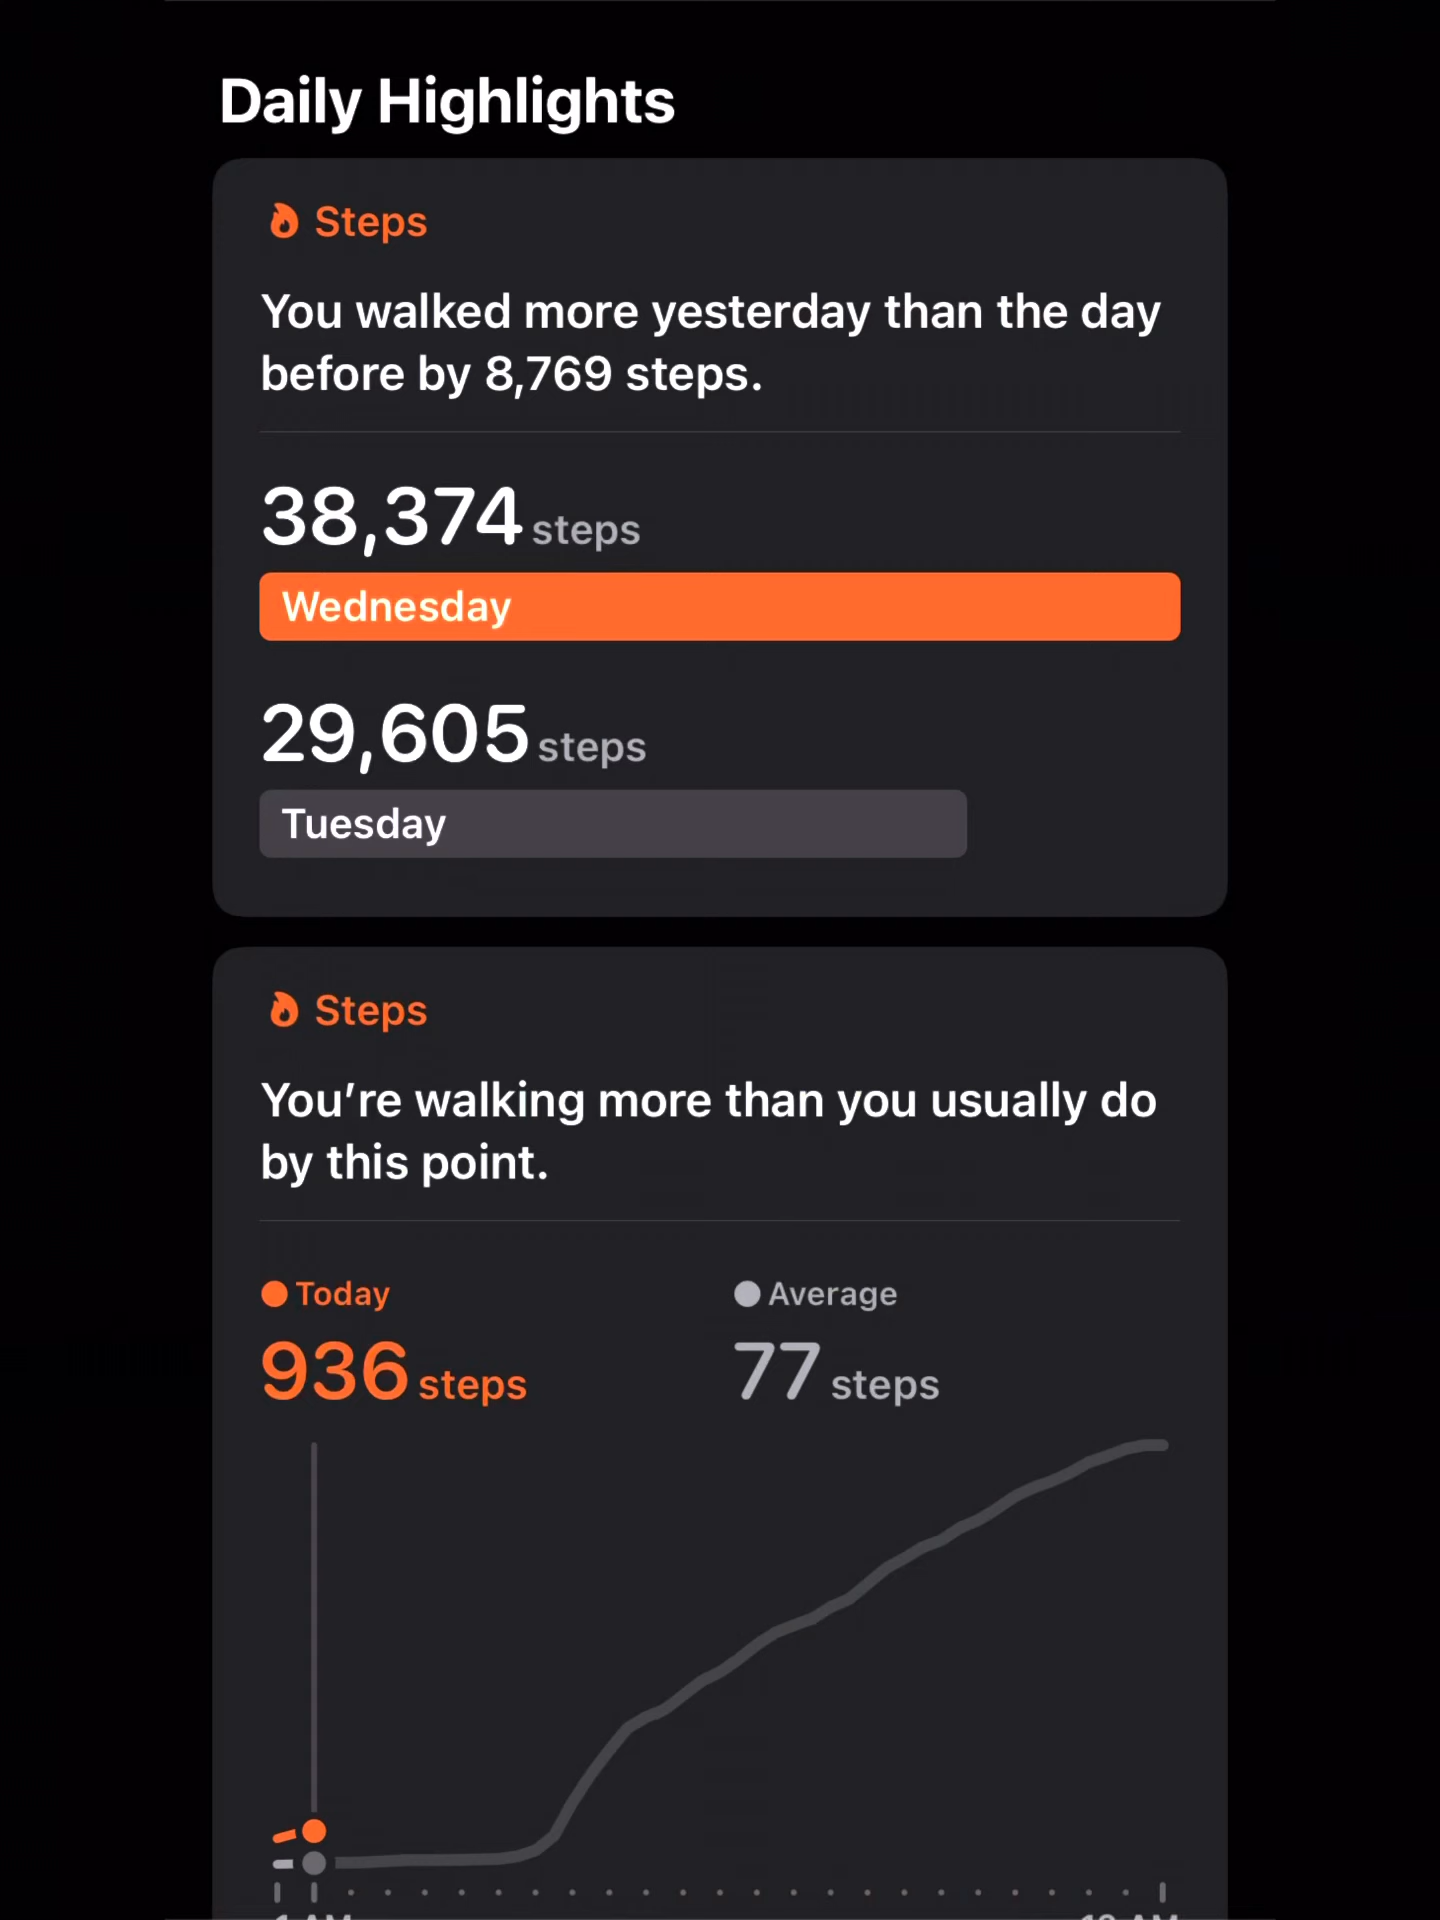 Daily Highlights
Steps
You walked more yesterday than the day
before by 8,769 steps.
38,374 steps
Wednesday
29,605 steps
Tuesday
Steps
You’re walking more than you usually do
by this point.
Today
Average
936 steps
77 steps